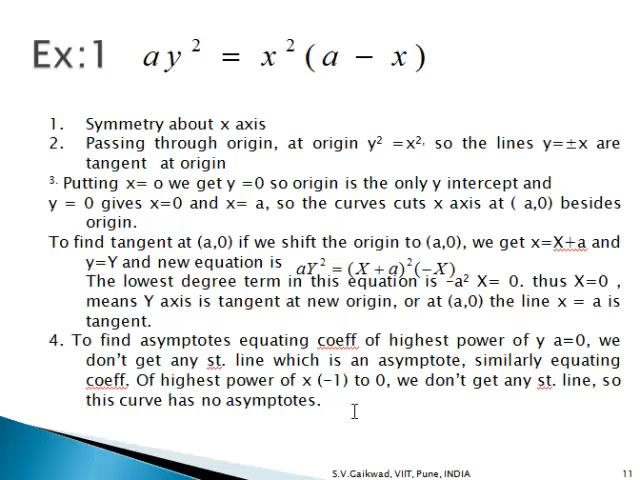 Ex:1 ay² = x²(a − x)
1. Symmetry about x axis
2. Passing through origin, at origin y² =x², so the lines y=±x are
tangent at origin
3. Putting x= o we get y =0 so origin is the only y intercept and
y = 0 gives x=0 and x= a, so the curves cuts x axis at ( a,0) besides
origin.
To find tangent at (a,0) if we shift the origin to (a,0), we get x=X+a and
y=Y and new equation is aY² = (X + a)²(−X)
The lowest degree term in this equation is –a² X= 0. thus X=0 ,
means Y axis is tangent at new origin, or at (a,0) the line x = a is
tangent.
4. To find asymptotes equating coeff of highest power of y a=0, we
don't get any st. line which is an asymptote, similarly equating
coeff. Of highest power of x (–1) to 0, we don't get any st. line, so
this curve has no asymptotes.
S.V.Gaikwad, VIIT, Pune, INDIA 11